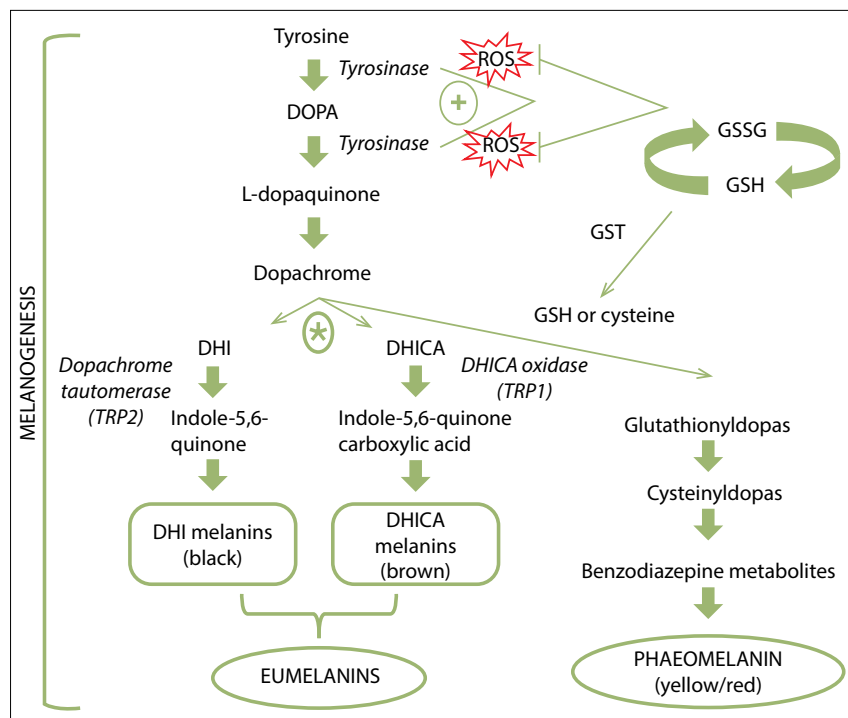 MELANOGENESIS
Tyrosine
Tyrosinase
ROS
+
DOPA
Tyrosinase
ROS
GSSG
GSH
L-dopaquinone
GST
Dopachrome
GSH or cysteine
*
DHI
DHICA
Dopachrome
tautomerase
(TRP2)
DHICA oxidase
(TRP1)
Indole-5,6-
quinone
Indole-5,6-quinone
carboxylic acid
Glutathionyldopas
Cysteinyldopas
DHI melanins
(black)
DHICA
melanins
(brown)
Benzodiazepine metabolites
EUMELANINS
PHAEOMELANIN
(yellow/red)